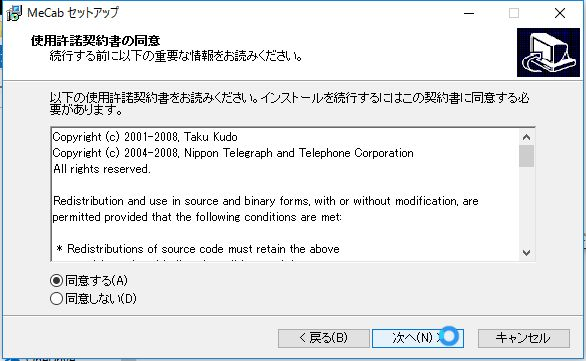 MeCab セットアップ
使用許諾契約書の同意
続行する前に以下の重要な情報をお読みください。
以下の使用許諾契約書をお読みください。インストールを続行するにはこの契約書に同意する必
要があります。
Copyright (c) 2001-2008, Taku Kudo
Copyright (c) 2004-2008, Nippon Telegraph and Telephone Corporation
All rights reserved.
Redistribution and use in source and binary forms, with or without modification, are
permitted provided that the following conditions are met:
* Redistributions of source code must retain the above
同意する(A)
同意しない(D)
< 戻る(B)
次へ(N) >
キャンセル